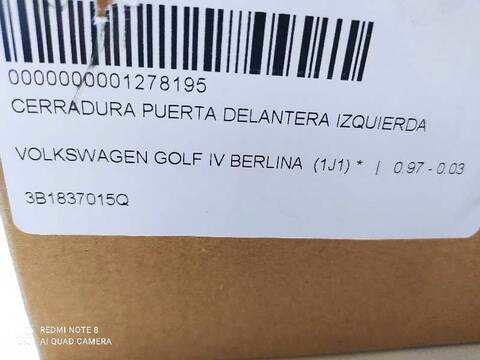 0000000001278195
CERRADURA PUERTA DELANTERA IZQUIERDA
VOLKSWAGEN GOLF IV BERLINA (1J1) * | 0.97 - 0.03
3B1837015Q
REDMI NOTE 8
AI QUAD CAMERA